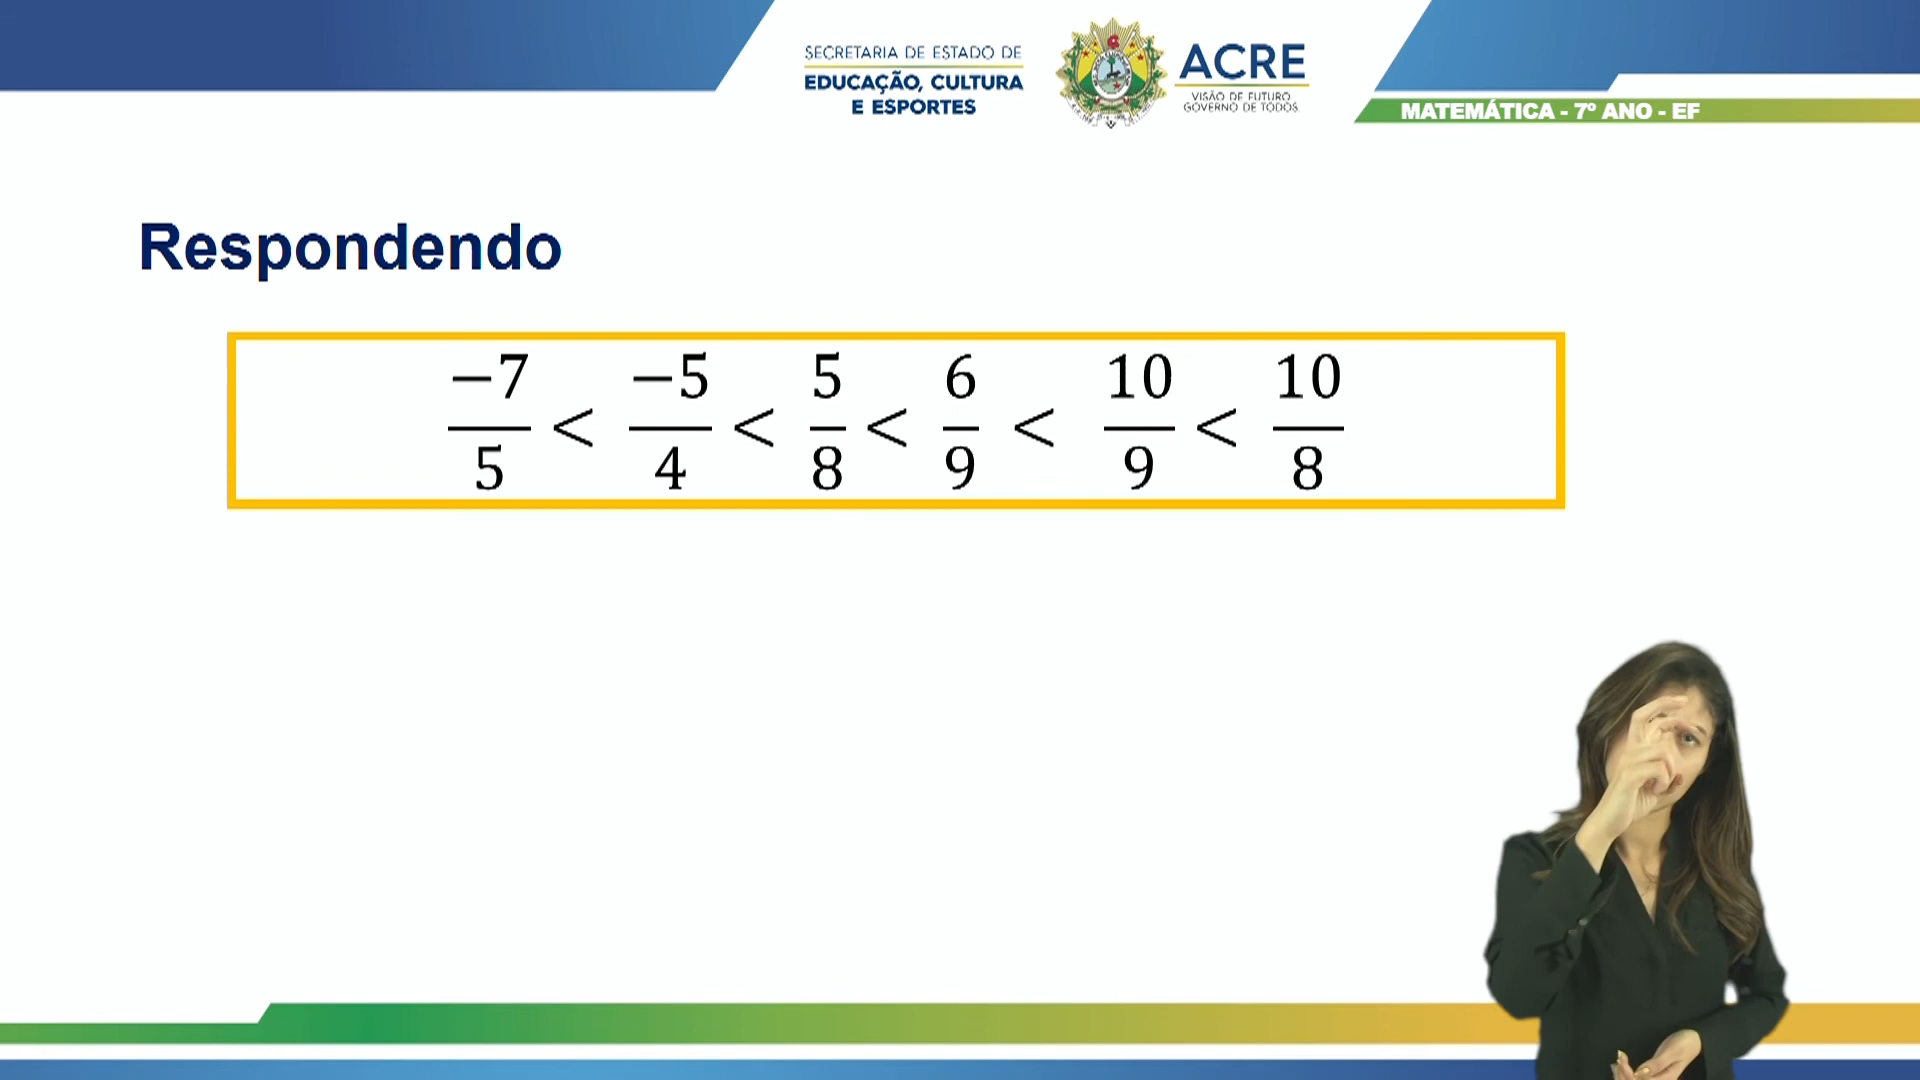 SECRETARIA DE ESTADO DE
EDUCAÇÃO, CULTURA
E ESPORTES
ACRE
VISÃO DE FUTURO
GOVERNO DE TODOS
MATEMÁTICA - 7º ANO - EF
Respondendo
−7/5 < −5/4 < 5/8 < 6/9 < 10/9 < 10/8